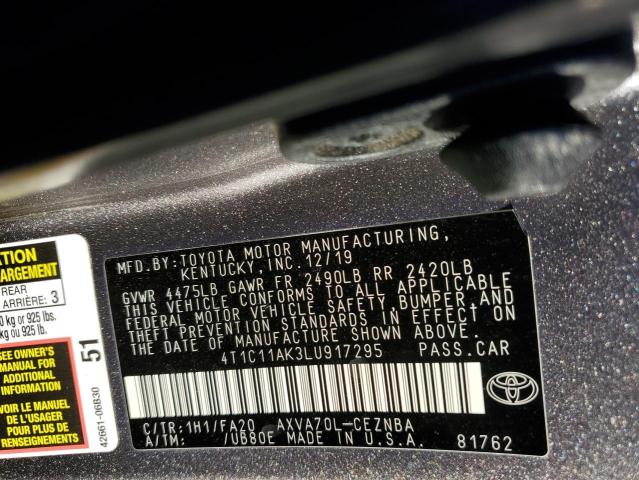 MFD.BY:TOYOTA MOTOR MANUFACTURING,
KENTUCKY,INC.12/19
GVWR 4475LB GAWR FR 2490LB RR 2420LB
THIS VEHICLE CONFORMS TO ALL APPLICABLE
FEDERAL MOTOR VEHICLE SAFETY,BUMPER,AND
THEFT PREVENTION STANDARDS IN EFFECT ON
THE DATE OF MANUFACTURE SHOWN ABOVE.
4T1C11AK3LU917295 PASS.CAR
C/TR:1H1/FA20 AXVA70L-CEZNBA
A/TM: /UB80E MADE IN U.S.A. 81762
TOYOTA
REAR
ARRIÈRE: 3
kg or 925 lbs.
kg ou 925 lb.
SEE OWNER'S
MANUAL FOR
ADDITIONAL
INFORMATION
VOIR LE MANUEL
DE L'USAGER
POUR PLUS DE
RENSEIGNEMENTS
51
42661-06B30